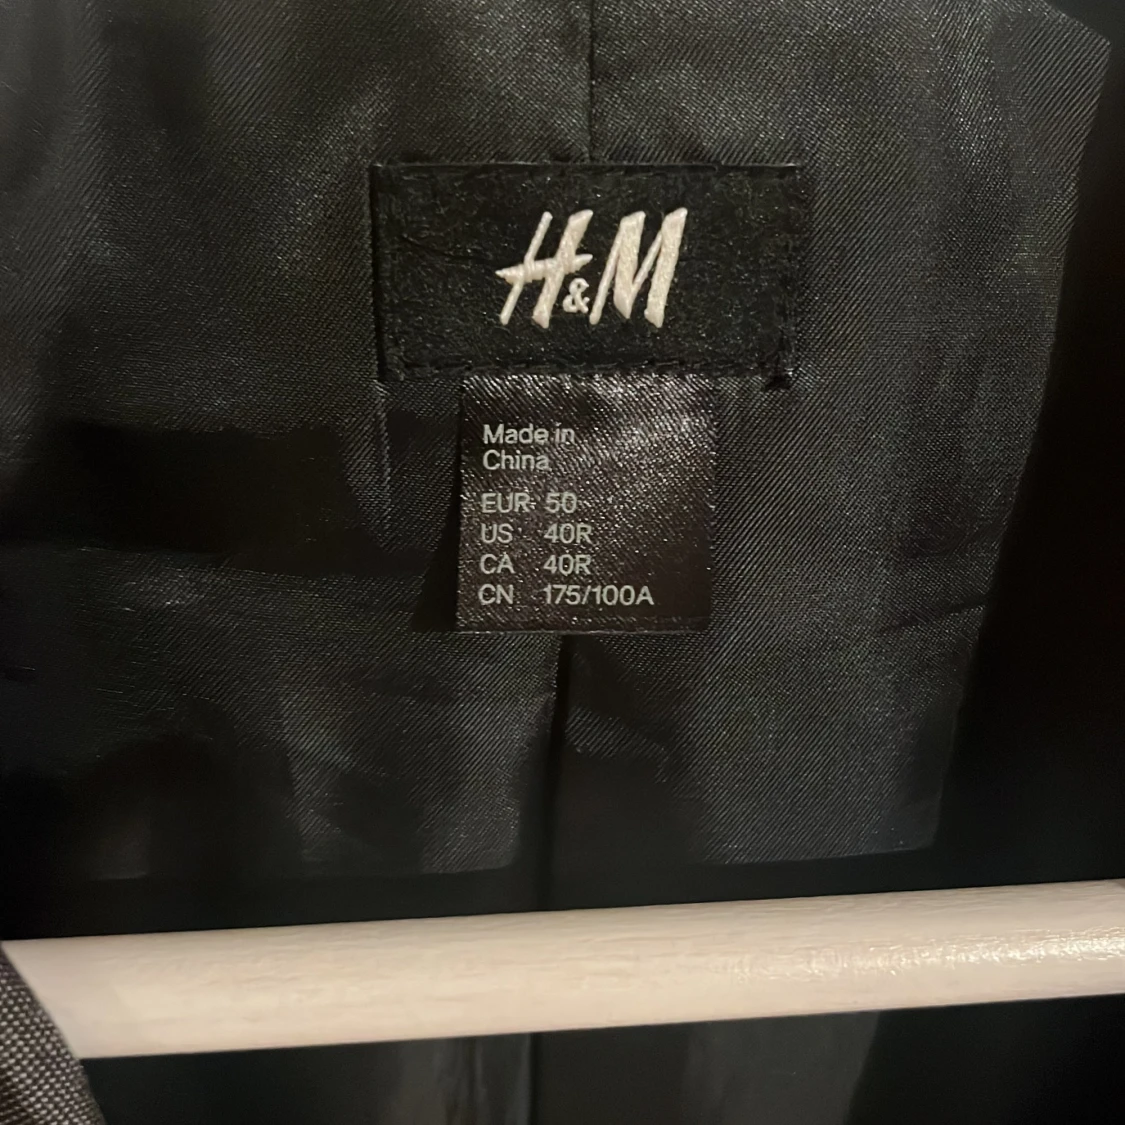 H&M
Made in
China
EUR 50
US 40R
CA 40R
CN 175/100A